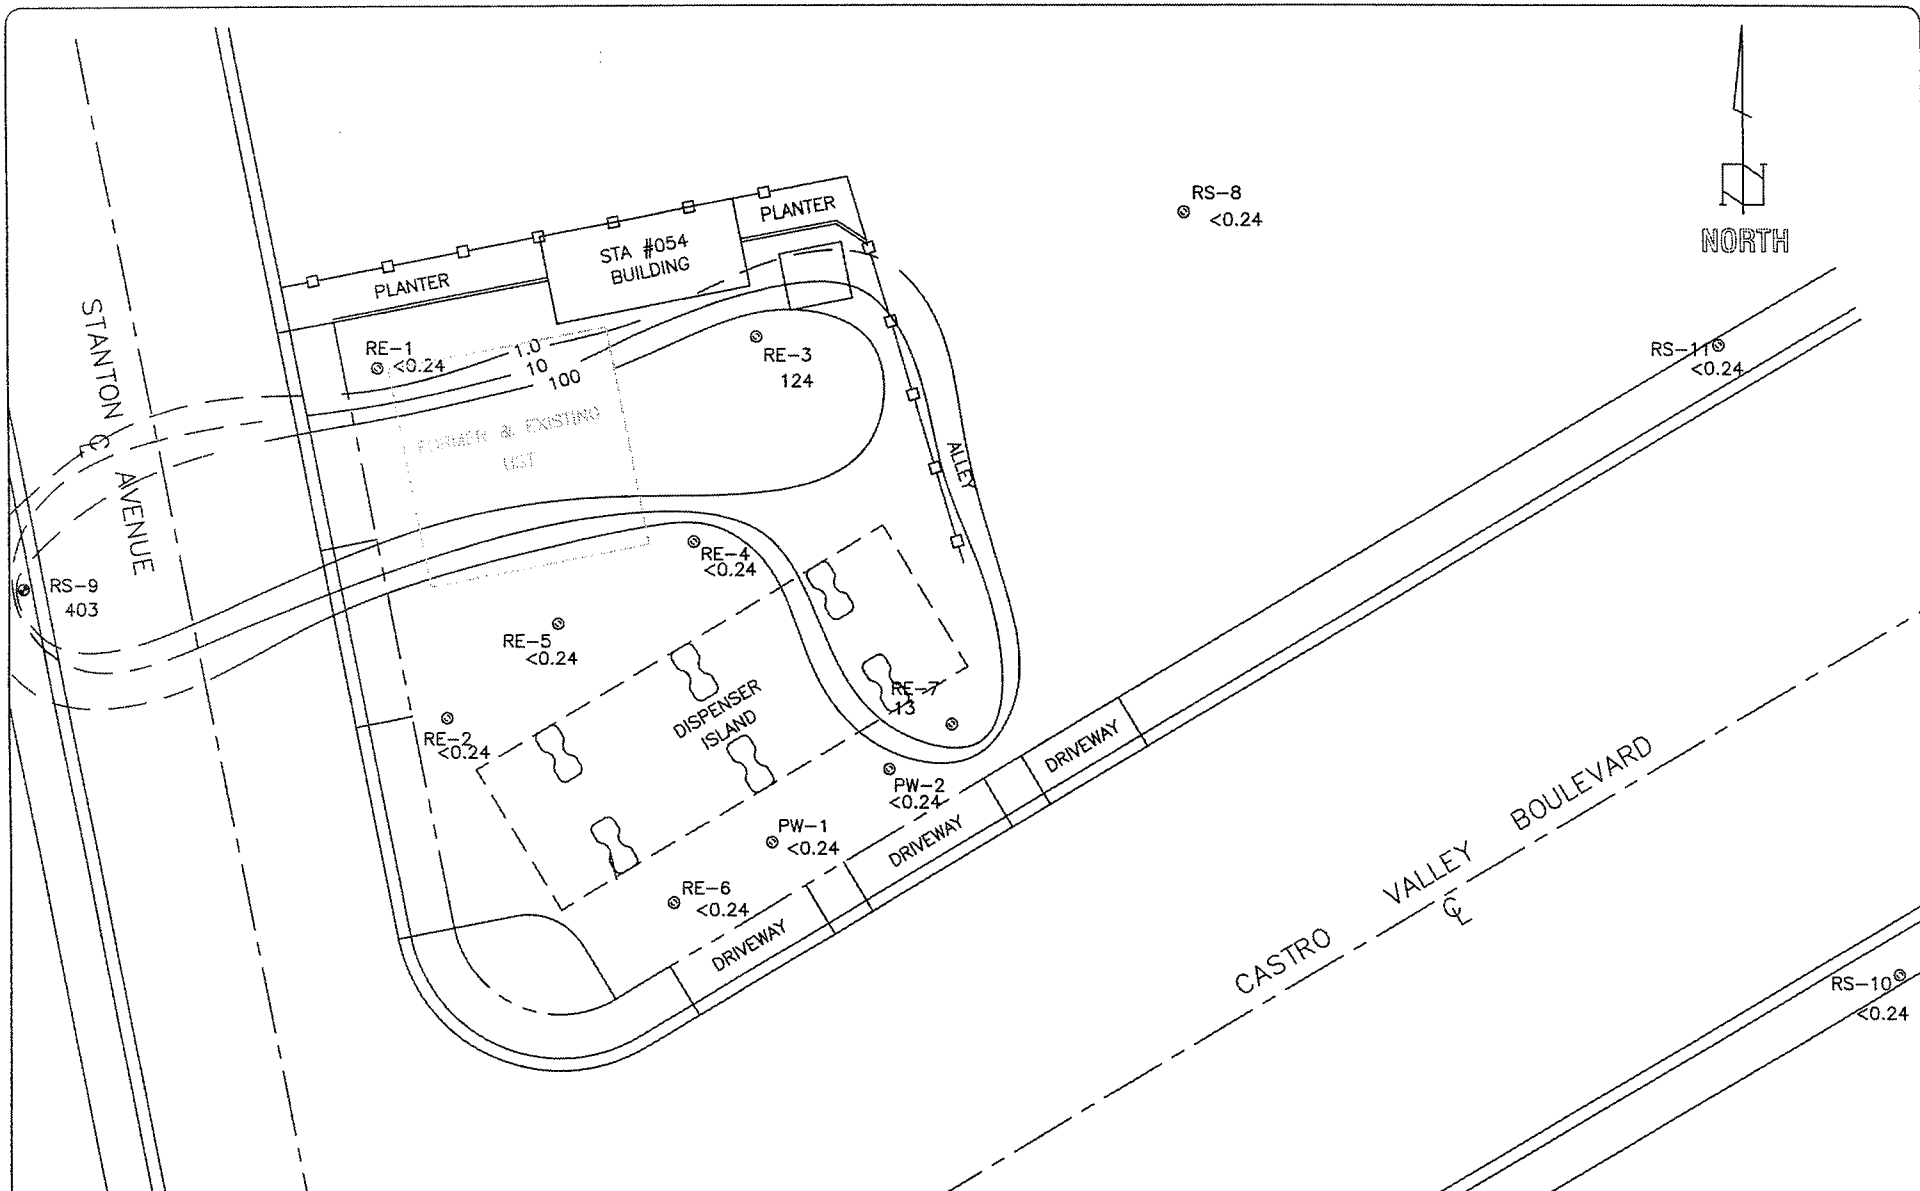 RS-8
<0.24
NORTH
PLANTER
STA #054
BUILDING
PLANTER
STANTON
AVENUE
RE-1
<0.24
1.0
10
100
RE-3
124
RS-11
<0.24
FORMER & EXISTING
UST
ALLEY
RS-9
403
RE-4
<0.24
RE-5
<0.24
RE-7
13
RE-2
<0.24
DISPENSER
ISLAND
DRIVEWAY
PW-2
<0.24
PW-1
<0.24
DRIVEWAY
RE-6
<0.24
DRIVEWAY
CASTRO VALLEY BOULEVARD
RS-10
<0.24